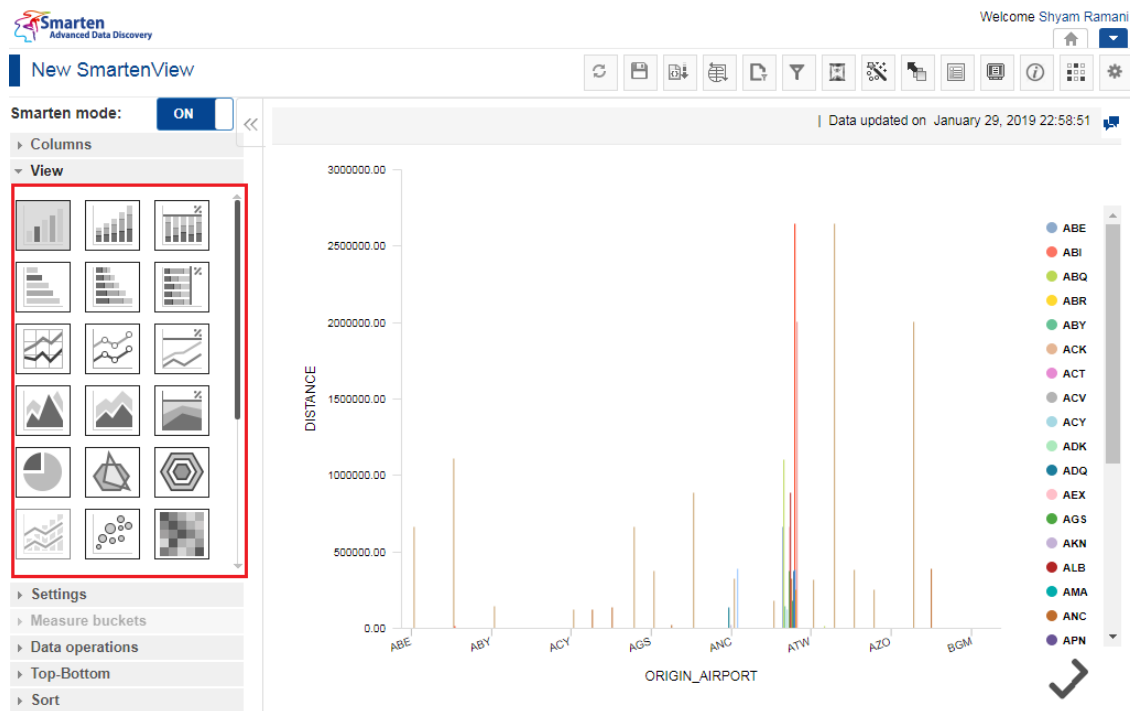 Smarten
Advanced Data Discovery
Welcome Shyam Ramani
New SmartenView
Smarten mode: ON
Columns
View
%
%
%
%
Settings
Measure buckets
Data operations
Top-Bottom
Sort
| Data updated on January 29, 2019 22:58:51
3000000.00
2500000.00
2000000.00
1500000.00
1000000.00
500000.00
0.00
DISTANCE
ABE ABY ACY AGS ANC ATW AZO BGM
ORIGIN_AIRPORT
ABE
ABI
ABQ
ABR
ABY
ACK
ACT
ACV
ACY
ADK
ADQ
AEX
AGS
AKN
ALB
AMA
ANC
APN